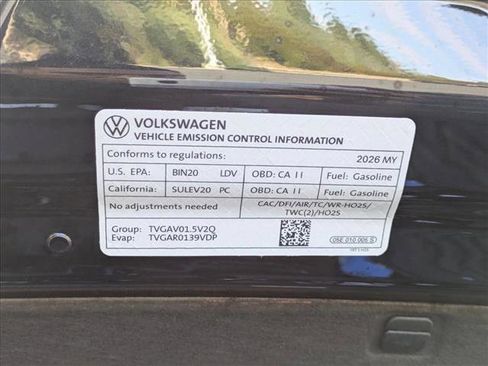 VOLKSWAGEN
VEHICLE EMISSION CONTROL INFORMATION
Conforms to regulations: 2026 MY
U.S. EPA: BIN20 LDV OBD: CA II Fuel: Gasoline
California: SULEV20 PC OBD: CA II Fuel: Gasoline
No adjustments needed CAC/DFI/AIR/TC/WR-HO2S/
TWC(2)/HO2S
Group: TVGAV01.5V2Q
Evap: TVGAR0139VDP
05E 010 006 S